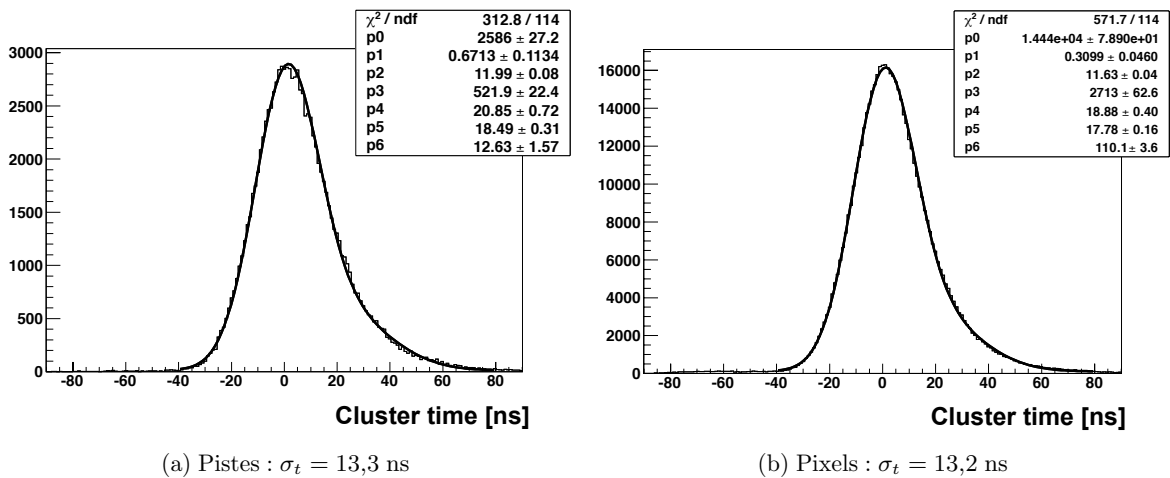 χ² / ndf 312.8 / 114
p0 2586 ± 27.2
p1 0.6713 ± 0.1134
p2 11.99 ± 0.08
p3 521.9 ± 22.4
p4 20.85 ± 0.72
p5 18.49 ± 0.31
p6 12.63 ± 1.57
3000
2500
2000
1500
1000
500
0
-80 -60 -40 -20 0 20 40 60 80
Cluster time [ns]
(a) Pistes : σt = 13,3 ns
χ² / ndf 571.7 / 114
p0 1.444e+04 ± 7.890e+01
p1 0.3099 ± 0.0460
p2 11.63 ± 0.04
p3 2713 ± 62.6
p4 18.88 ± 0.40
p5 17.78 ± 0.16
p6 110.1 ± 3.6
16000
14000
12000
10000
8000
6000
4000
2000
0
-80 -60 -40 -20 0 20 40 60 80
Cluster time [ns]
(b) Pixels : σt = 13,2 ns